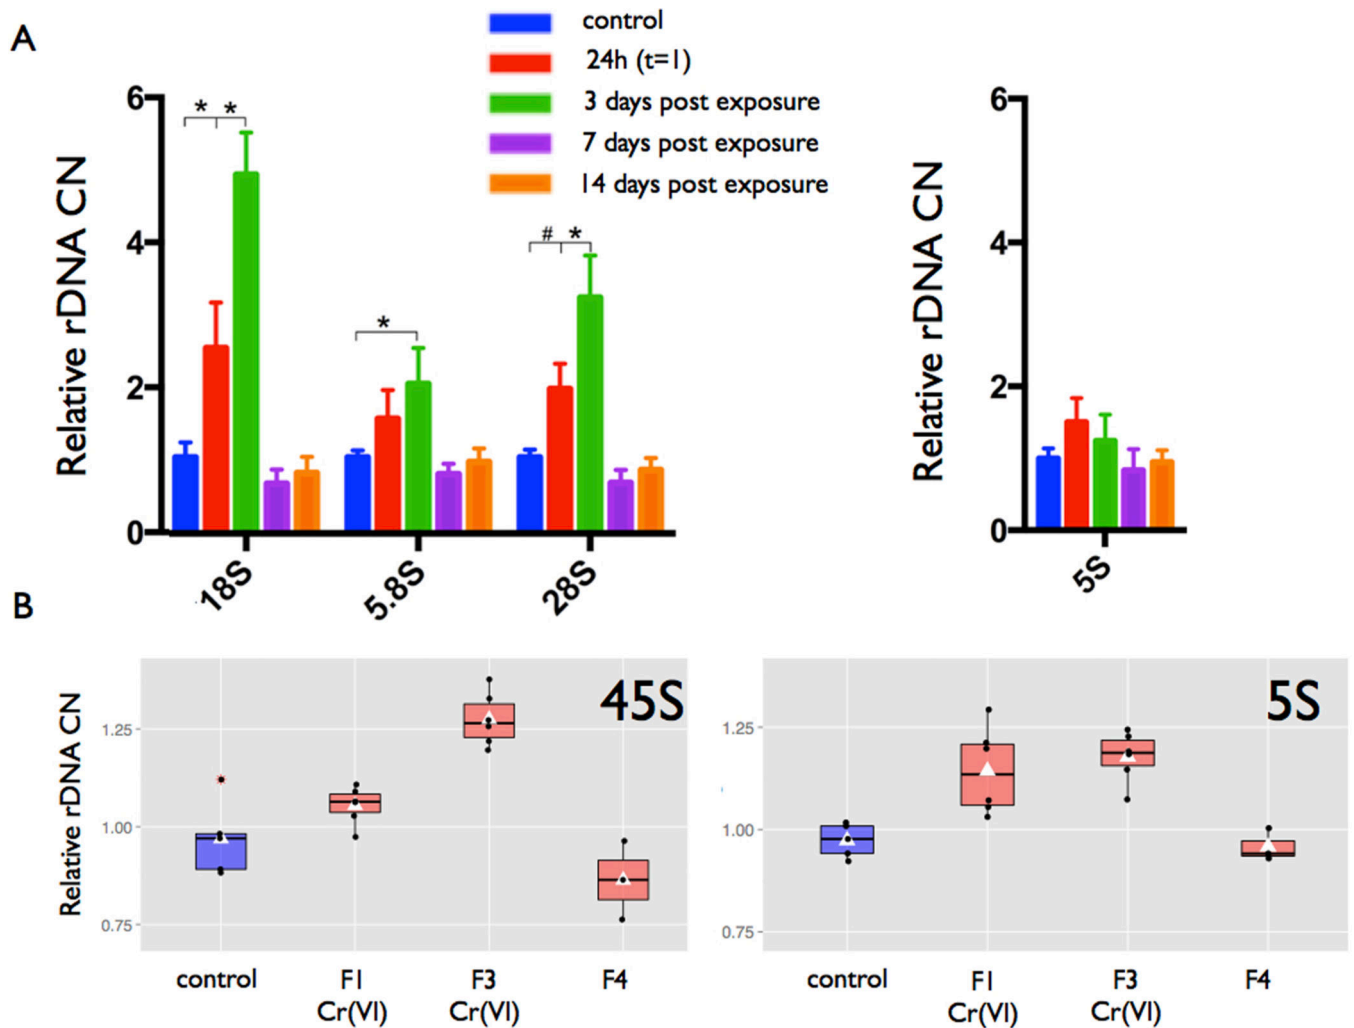 A
control
24h (t=1)
3 days post exposure
7 days post exposure
14 days post exposure
Relative rDNA CN
6
4
2
0
* *
*
# *
18S
5.8S
28S
Relative rDNA CN
6
4
2
0
5S
B
Relative rDNA CN
1.25
1.00
0.75
45S
control
F1
Cr(VI)
F3
Cr(VI)
F4
1.25
1.00
0.75
5S
control
F1
Cr(VI)
F3
Cr(VI)
F4